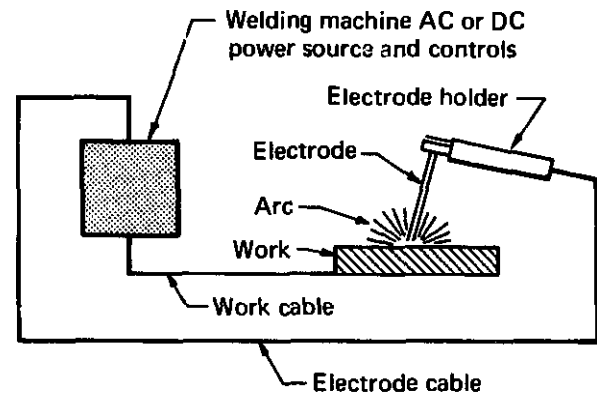 Welding machine AC or DC
power source and controls
Electrode holder
Electrode
Arc
Work
Work cable
Electrode cable